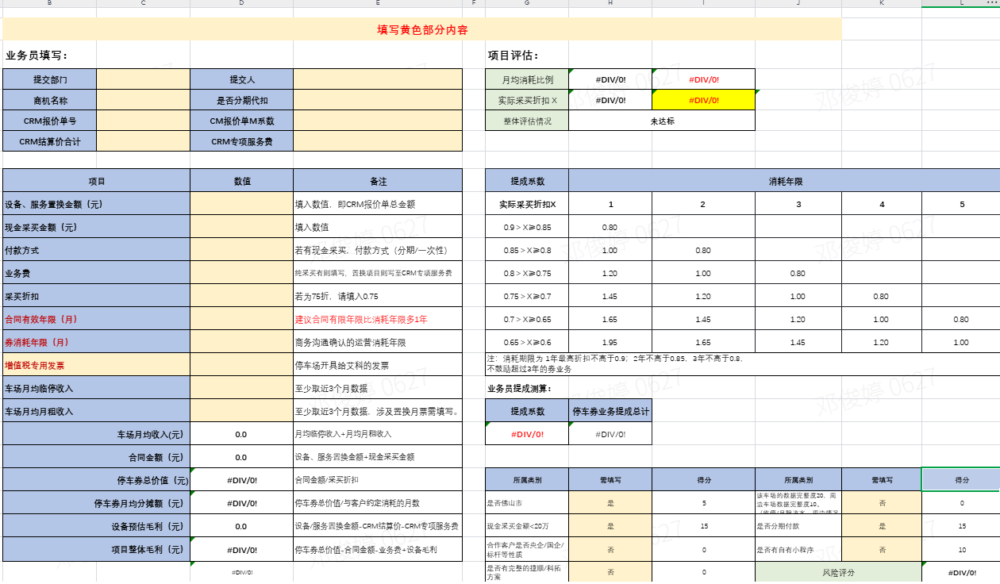 B C D E F G H I J K L
填写黄色部分内容
业务员填写：
提交部门 提交人
商机名称 是否分期代扣
CRM报价单号 CM报价单M系数
CRM结算价合计 CRM专项服务费
项目 数值 备注
设备、服务置换金额（元） 填入数值，即CRM报价单总金额
现金采买金额（元） 填入数值
付款方式 若有现金采买，付款方式（分期/一次性）
业务费 纯采买有则填写，置换项目则写至CRM专项服务费
采买折扣 若为75折，请填入0.75
合同有效年限（月） 建议合同有限年限比消耗年限多1年
券消耗年限（月） 商务沟通确认的运营消耗年限
增值税专用发票 停车场开具给艾科的发票
车场月均临停收入 至少取近3个月数据
车场月均月租收入 至少取近3个月数据，涉及置换月票需填写。
车场月均收入(元) 0.0 月均临停收入+月均月租收入
合同金额（元） 0.0 设备、服务置换金额+现金采买金额
停车券总价值（元） #DIV/0! 合同金额/采买折扣
停车券月均分摊额（元） #DIV/0! 停车券总价值/与客户约定消耗的月数
设备预估毛利（元） 0.0 设备/服务置换金额-CRM结算价-CRM专项服务费
项目整体毛利（元） #DIV/0! 停车券总价值-合同金额-业务费+设备毛利
#DIV/0!
项目评估：
月均消耗比例 #DIV/0! #DIV/0!
实际采买折扣 X #DIV/0! #DIV/0!
整体评估情况 未达标
提成系数 消耗年限
实际采买折扣X 1 2 3 4 5
0.9＞X≥0.85 0.80
0.85＞X≥0.8 1.00 0.80
0.8＞X≥0.75 1.20 1.00 0.80
0.75＞X≥0.7 1.45 1.20 1.00 0.80
0.7＞X≥0.65 1.65 1.45 1.20 1.00 0.80
0.65＞X≥0.6 1.95 1.65 1.45 1.20 1.00
注：消耗期限为 1年最高折扣不高于0.9；2年不高于0.85，3年不高于0.8，
不鼓励超过3年的券业务
业务员提成测算：
提成系数 停车券业务提成总计
#DIV/0! #DIV/0!
所属类别 需填写 得分 所属类别 需填写 得分
是否佛山市 是 5 该车场的数据完整度20，周
边车场数据完整度10。
否 0
现金采买金额<20万 是 15 是否分期付款 是 15
合作客户是否央企/国企/
标杆等性质 否 0 是否有自有小程序 否 10
是否有完整的捷顺/科拓
方案 否 0 风险评分 #DIV/0!
邓俊婷 0627